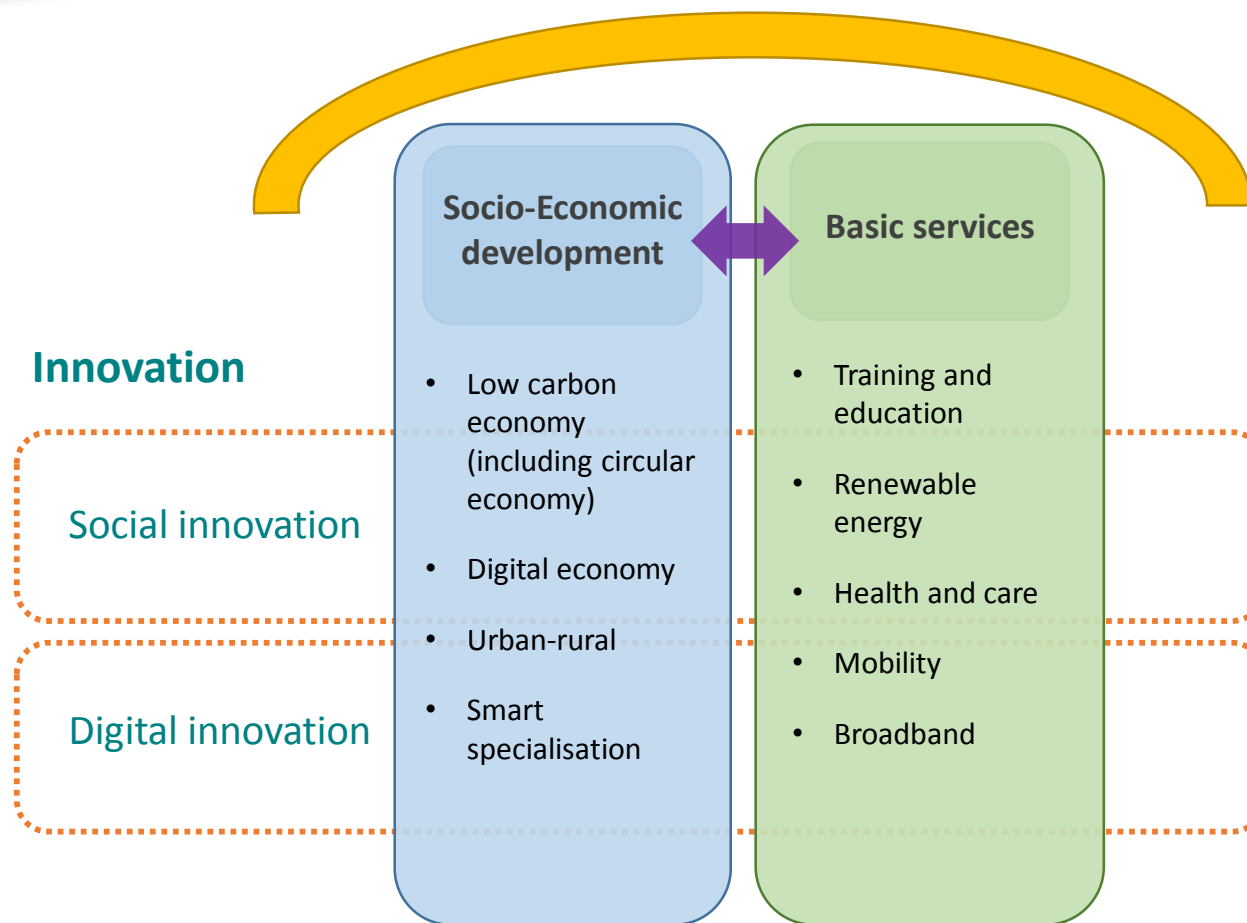 Socio-Economic
development
Basic services
Innovation
Social innovation
Digital innovation
• Low carbon
economy
(including circular
economy)
• Digital economy
• Urban-rural
• Smart
specialisation
• Training and
education
• Renewable
energy
• Health and care
• Mobility
• Broadband